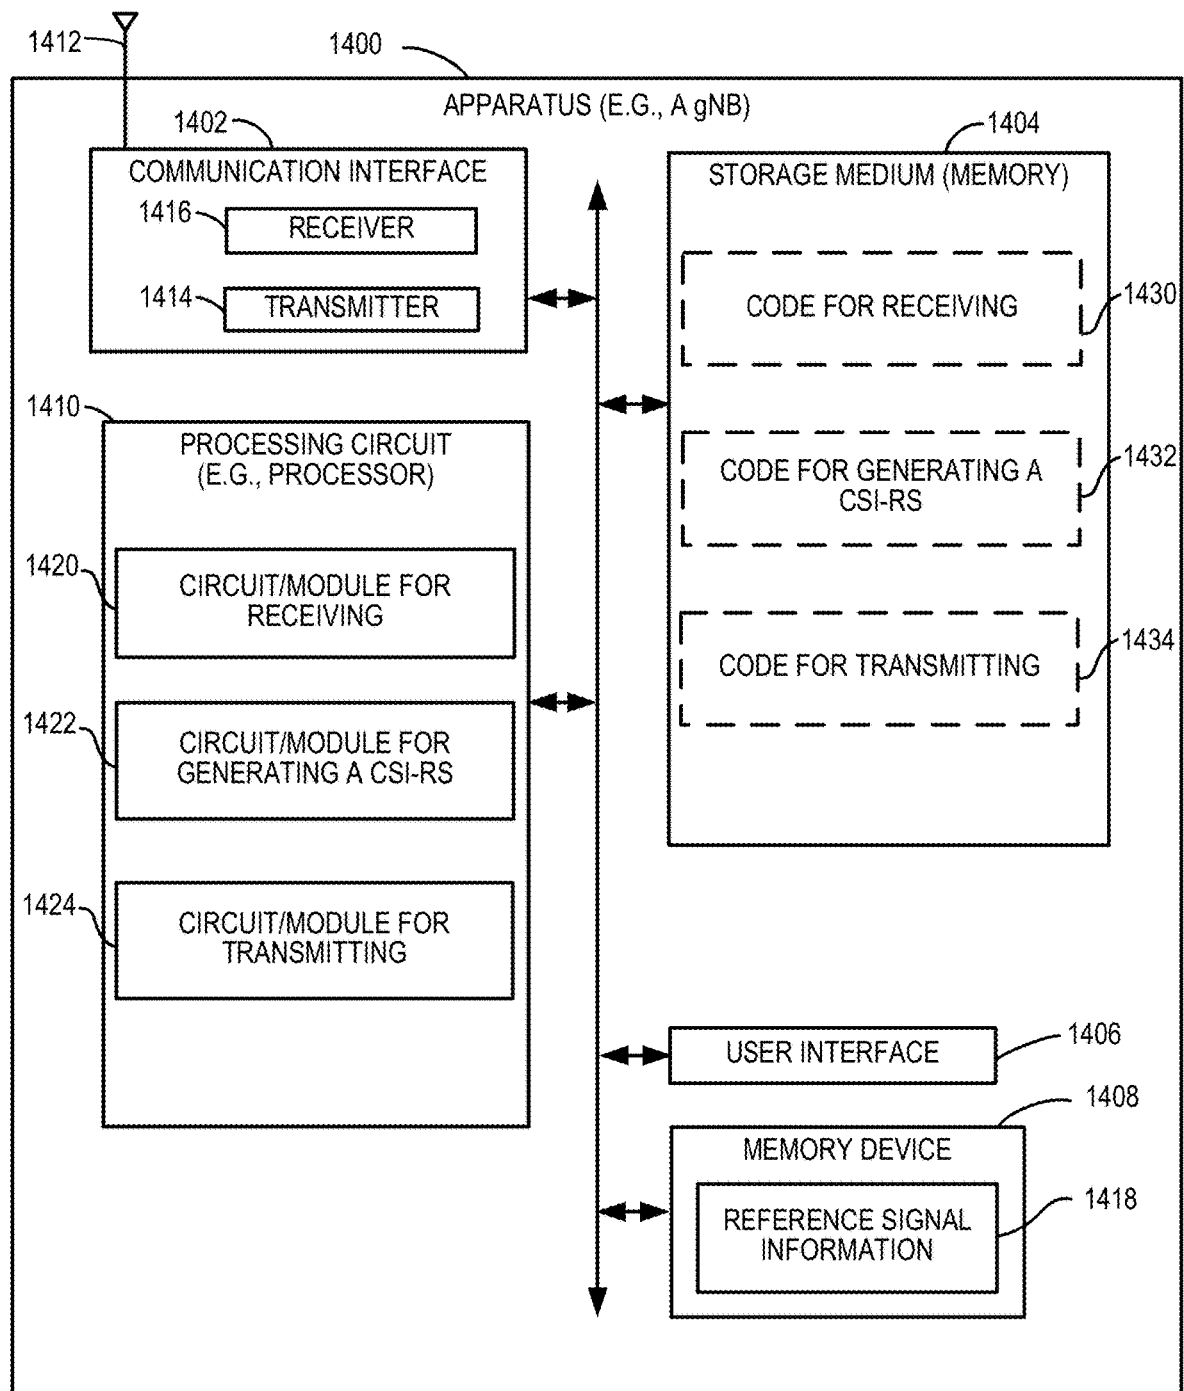 1412
1400
APPARATUS (E.G., A gNB)
1402
COMMUNICATION INTERFACE
1416
RECEIVER
1414
TRANSMITTER
1404
STORAGE MEDIUM (MEMORY)
CODE FOR RECEIVING
1430
CODE FOR GENERATING A
CSI-RS
1432
CODE FOR TRANSMITTING
1434
1410
PROCESSING CIRCUIT
(E.G., PROCESSOR)
1420
CIRCUIT/MODULE FOR
RECEIVING
1422
CIRCUIT/MODULE FOR
GENERATING A CSI-RS
1424
CIRCUIT/MODULE FOR
TRANSMITTING
USER INTERFACE
1406
1408
MEMORY DEVICE
1418
REFERENCE SIGNAL
INFORMATION